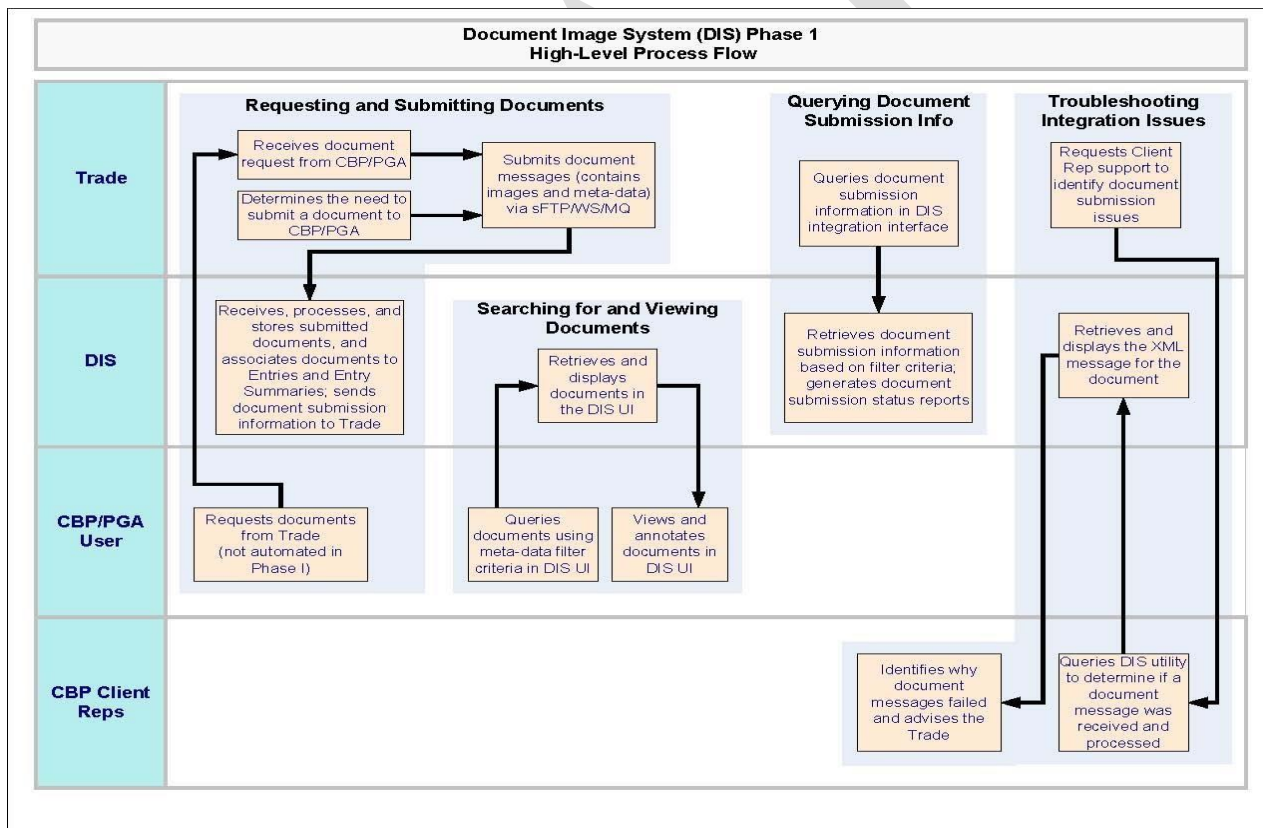 Document Image System (DIS) Phase 1
High-Level Process Flow
Trade
Requesting and Submitting Documents
Receives document
request from CBP/PGA
Determines the need to
submit a document to
CBP/PGA
Submits document
messages (contains
images and meta-data)
via sFTP/WS/MQ
Querying Document
Submission Info
Queries document
submission
information in DIS
integration interface
Troubleshooting
Integration Issues
Requests Client
Rep support to
identify document
submission
issues
DIS
Receives, processes, and
stores submitted
documents, and
associates documents to
Entries and Entry
Summaries; sends
document submission
information to Trade
Searching for and Viewing
Documents
Retrieves and
displays
documents in
the DIS UI
Retrieves document
submission information
based on filter criteria;
generates document
submission status reports
Retrieves and
displays the XML
message for the
document
CBP/PGA
User
Requests documents
from Trade
(not automated in
Phase I)
Queries
documents using
meta-data filter
criteria in DIS UI
Views and
annotates
documents in
DIS UI
CBP Client
Reps
Identifies why
document
messages failed
and advises the
Trade
Queries DIS utility
to determine if a
document
message was
received and
processed